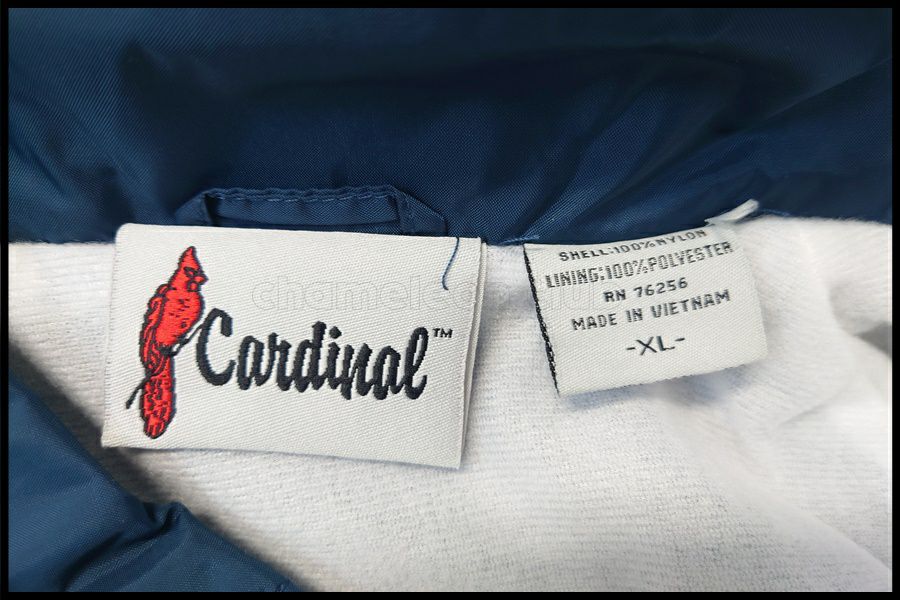 Cardinal™
SHELL:100%NYLON
LINING:100%POLYESTER
RN 76256
MADE IN VIETNAM
-XL-